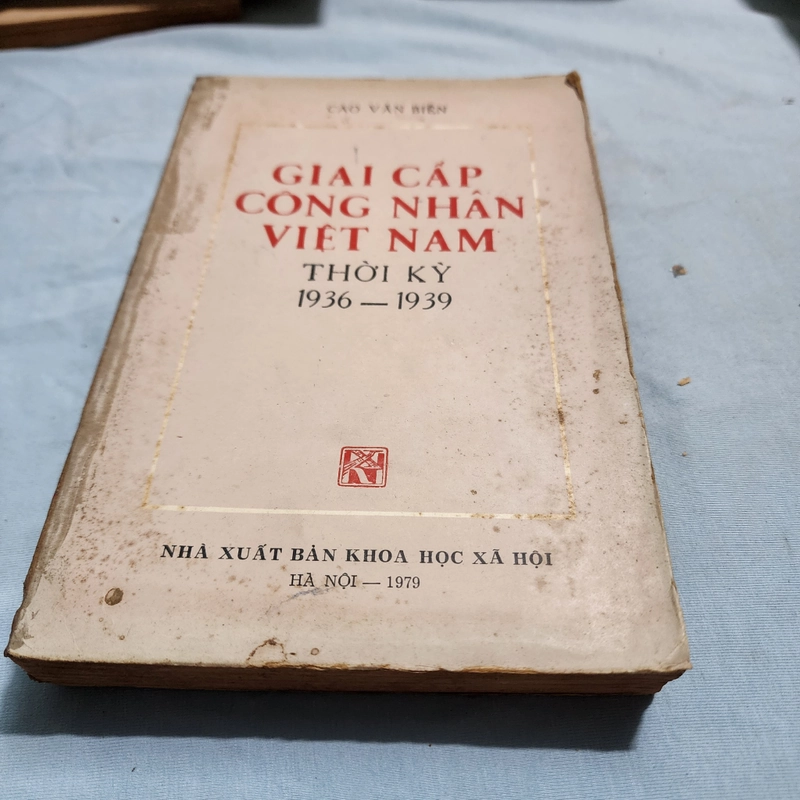 CAO VĂN BIỀN
GIAI CẤP
CÔNG NHÂN
VIỆT NAM
THỜI KỲ
1936 — 1939
NHÀ XUẤT BẢN KHOA HỌC XÃ HỘI
HÀ NỘI — 1979